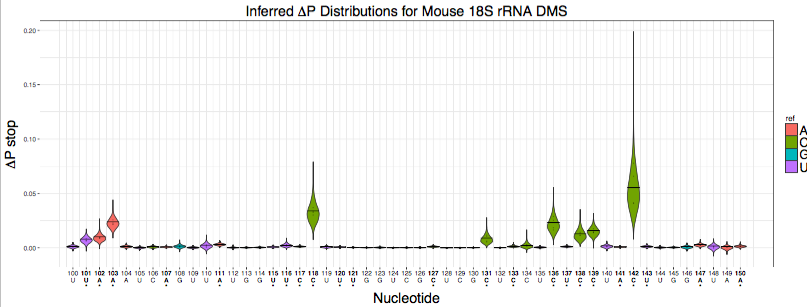 Inferred ΔP Distributions for Mouse 18S rRNA DMS
ΔP stop
0.20
0.15
0.10
0.05
0.00
100 101 102 103 104 105 106 107 108 109 110 111 112 113 114 115 116 117 118 119 120 121 122 123 124 125 126 127 128 129 130 131 132 133 134 135 136 137 138 139 140 141 142 143 144 145 146 147 148 149 150
U U A A A U C A G U U A U G G U U C C U U U G G U C G C U C G C U C C U C U C C U A C U U G G A U A A
Nucleotide
ref
A
C
G
U